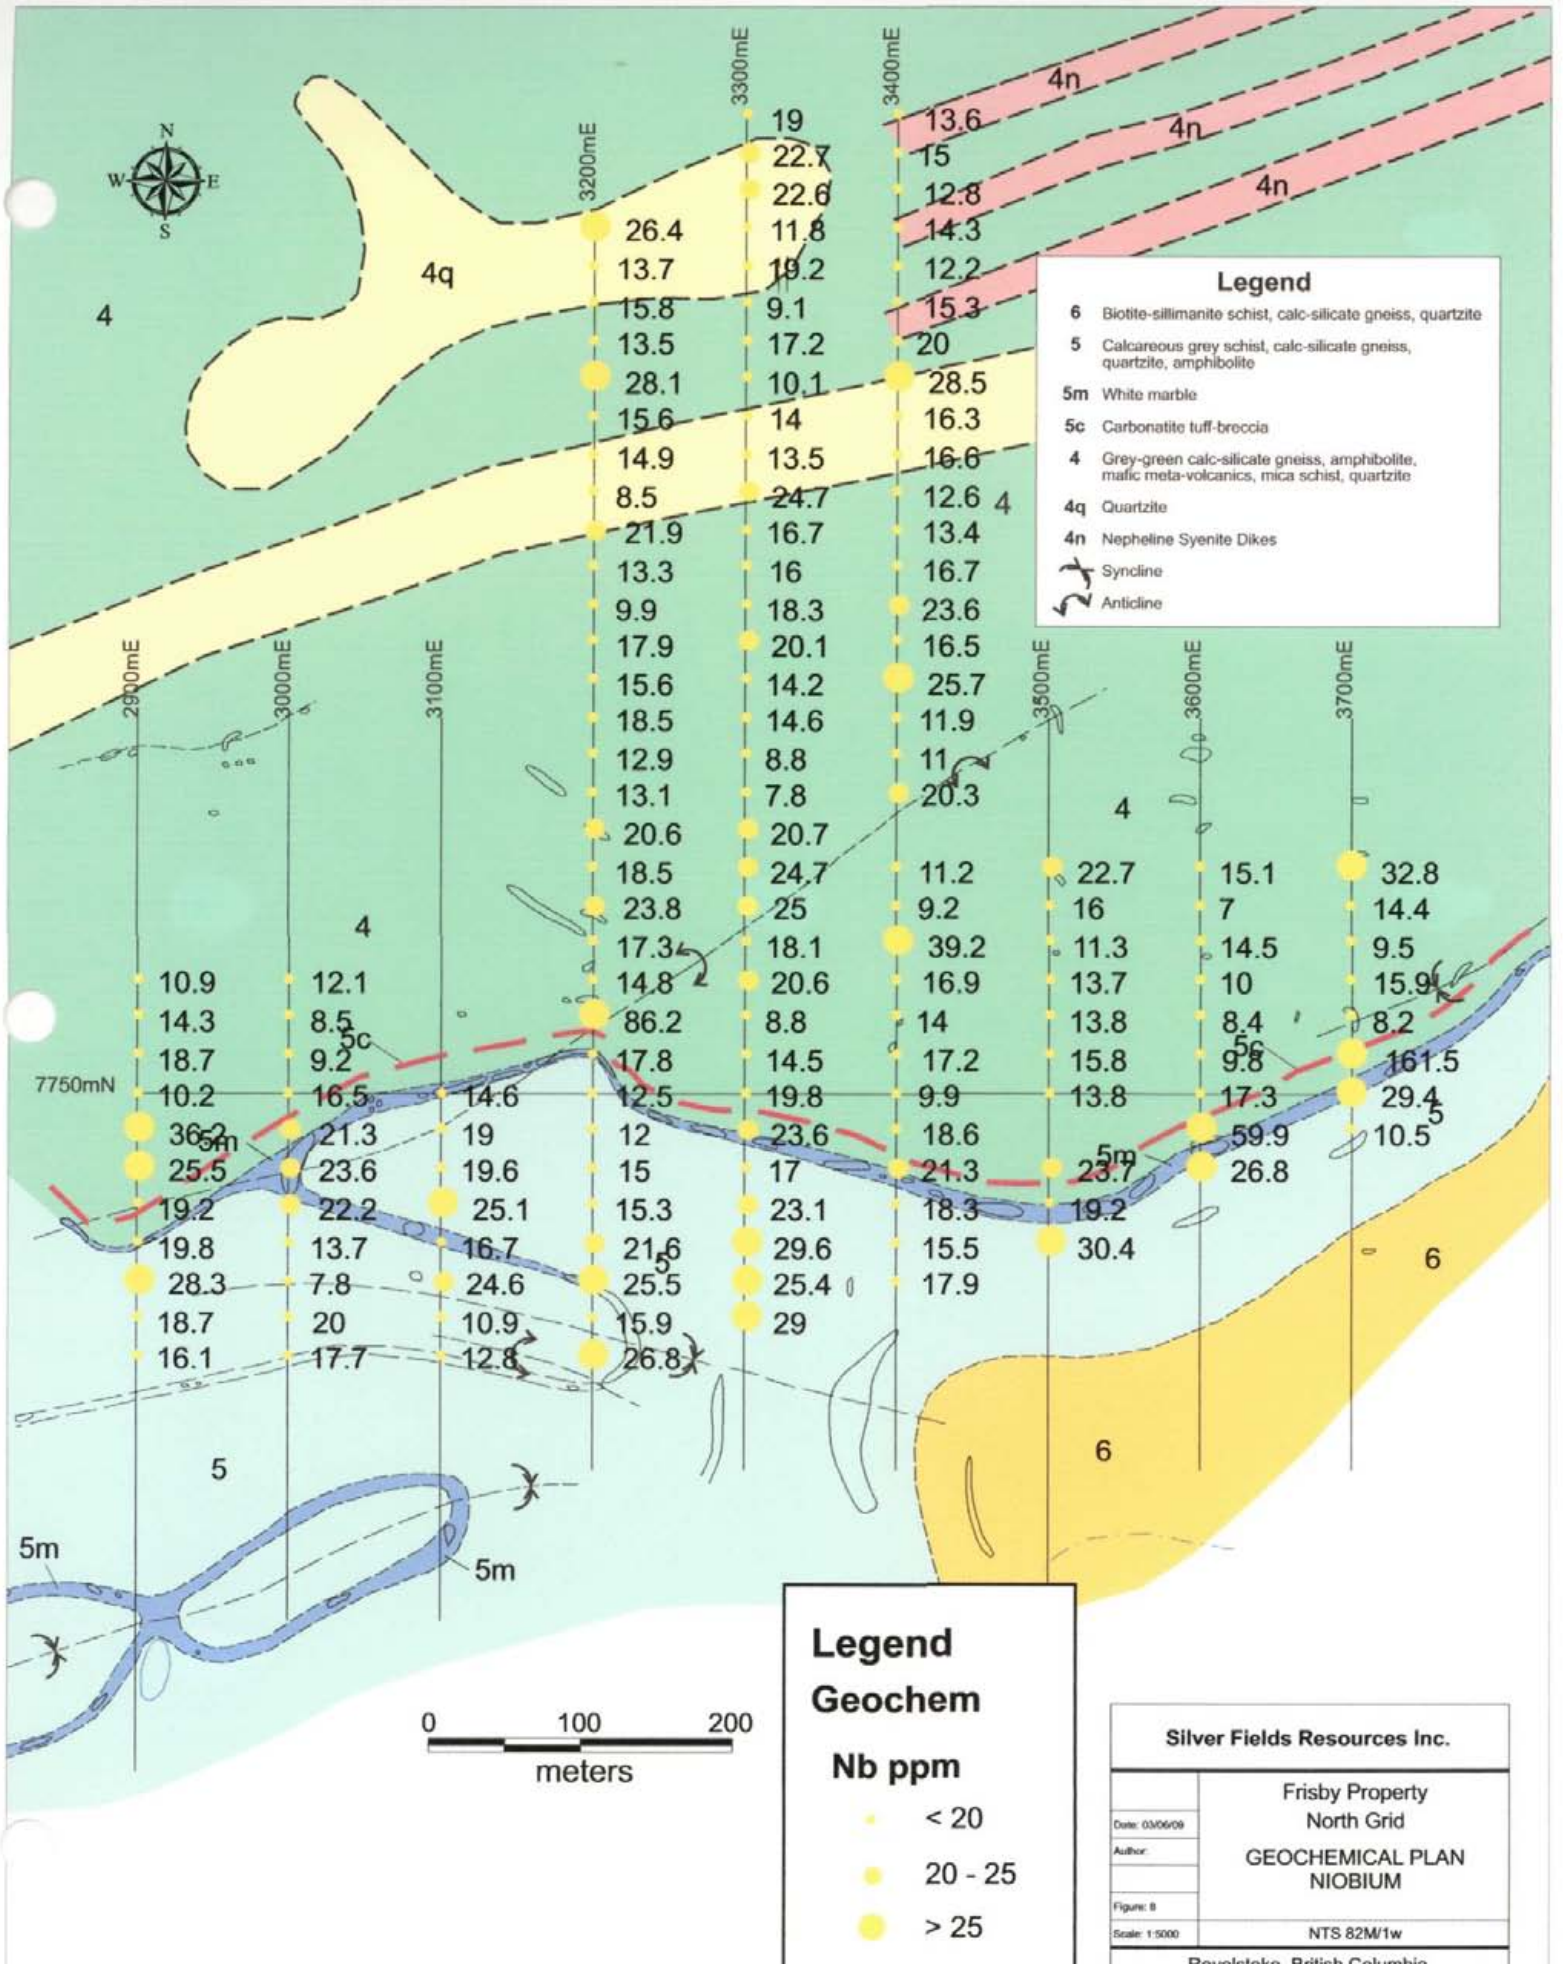 3300mE
3400mE
3200mE
N
W E
S
4n
4n
4n
19 13.6
22.7 15
22.6 12.8
26.4 11.8 14.3
13.7 19.2 12.2
15.8 9.1 15.3
13.5 17.2 20
28.1 10.1 28.5
15.6 14 16.3
14.9 13.5 16.6
8.5 24.7 12.6
21.9 16.7 13.4
13.3 16 16.7
9.9 18.3 23.6
17.9 20.1 16.5
15.6 14.2 25.7
18.5 14.6 11.9
12.9 8.8 11
13.1 7.8 20.3
4q
4
4
Legend
6 Biotite-sillimanite schist, calc-silicate gneiss, quartzite
5 Calcareous grey schist, calc-silicate gneiss,
quartzite, amphibolite
5m White marble
5c Carbonatite tuff-breccia
4 Grey-green calc-silicate gneiss, amphibolite,
mafic meta-volcanics, mica schist, quartzite
4q Quartzite
4n Nepheline Syenite Dikes
Syncline
Anticline
2900mE
3000mE
3100mE
3500mE
3600mE
3700mE
4
4
20.6 20.7
18.5 24.7 11.2 22.7 15.1 32.8
23.8 25 9.2 16 7 14.4
17.3 18.1 39.2 11.3 14.5 9.5
10.9 12.1 14.8 20.6 16.9 13.7 10 15.9
14.3 8.5 86.2 8.8 14 13.8 8.4 8.2
5c 5c
18.7 9.2 17.8 14.5 17.2 15.8 9.8 161.5
7750mN
10.2 16.5 14.6 12.5 19.8 9.9 13.8 17.3 29.4
5
36.2 21.3 19 12 23.6 18.6 59.9 10.5
5m 5m
25.5 23.6 19.6 15 17 21.3 23.7 26.8
19.2 22.2 25.1 15.3 23.1 18.3 19.2
19.8 13.7 16.7 21.6 29.6 15.5 30.4
5
28.3 7.8 24.6 25.5 25.4 17.9
18.7 20 10.9 15.9 29
16.1 17.7 12.8 26.8
6
6
5
5m
5m
0 100 200
meters
Legend
Geochem
Nb ppm
< 20
20 - 25
> 25
Silver Fields Resources Inc.
Frisby Property
North Grid
Date: 03/06/09
Author:
GEOCHEMICAL PLAN
NIOBIUM
Figure: 8
Scale: 1:5000
NTS 82M/1w
Revelstoke, British Columbia